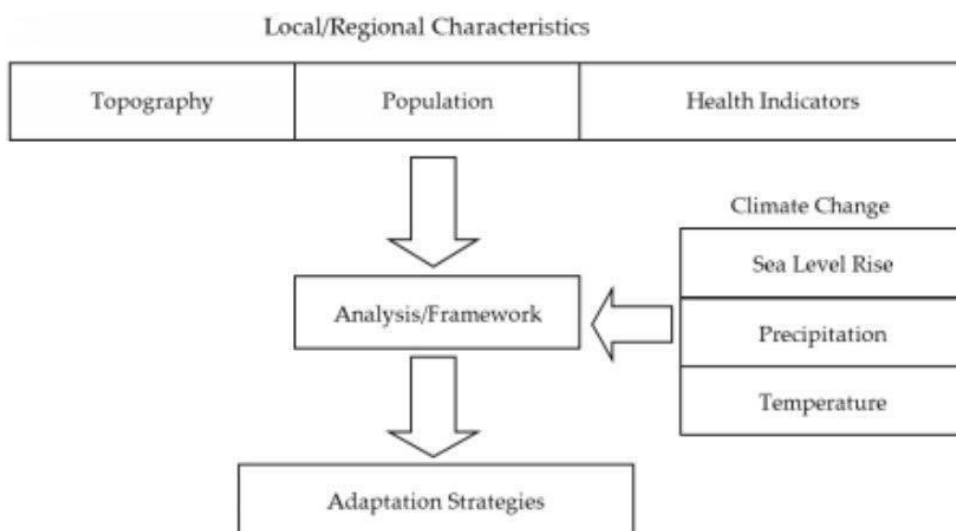 Local/Regional Characteristics
Topography
Population
Health Indicators
Climate Change
Sea Level Rise
Analysis/Framework
Precipitation
Temperature
Adaptation Strategies